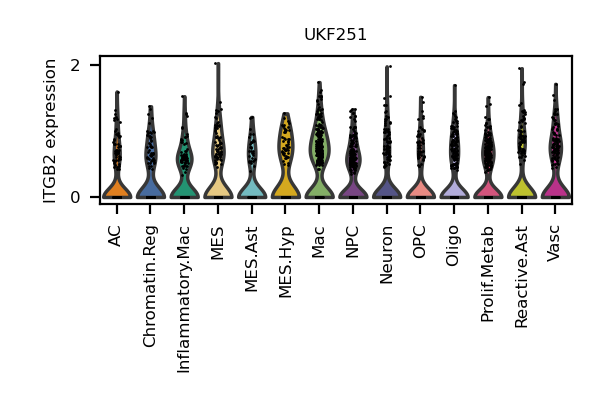 UKF251
ITGB2 expression
2
0
AC
Chromatin.Reg
Inflammatory.Mac
MES
MES.Ast
MES.Hyp
Mac
NPC
Neuron
OPC
Oligo
Prolif.Metab
Reactive.Ast
Vasc